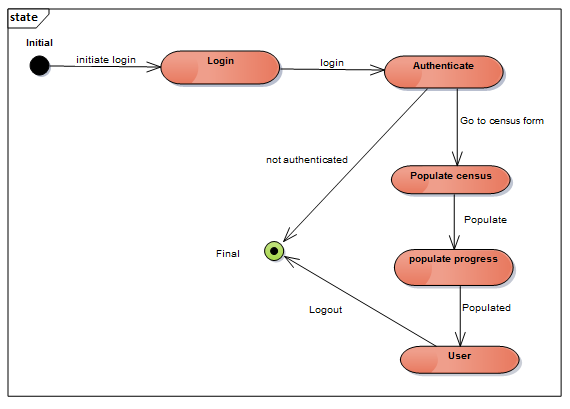 state
Initial
initiate login
Login
login
Authenticate
Go to census form
not authenticated
Populate census
Populate
Final
populate progress
Populated
Logout
User